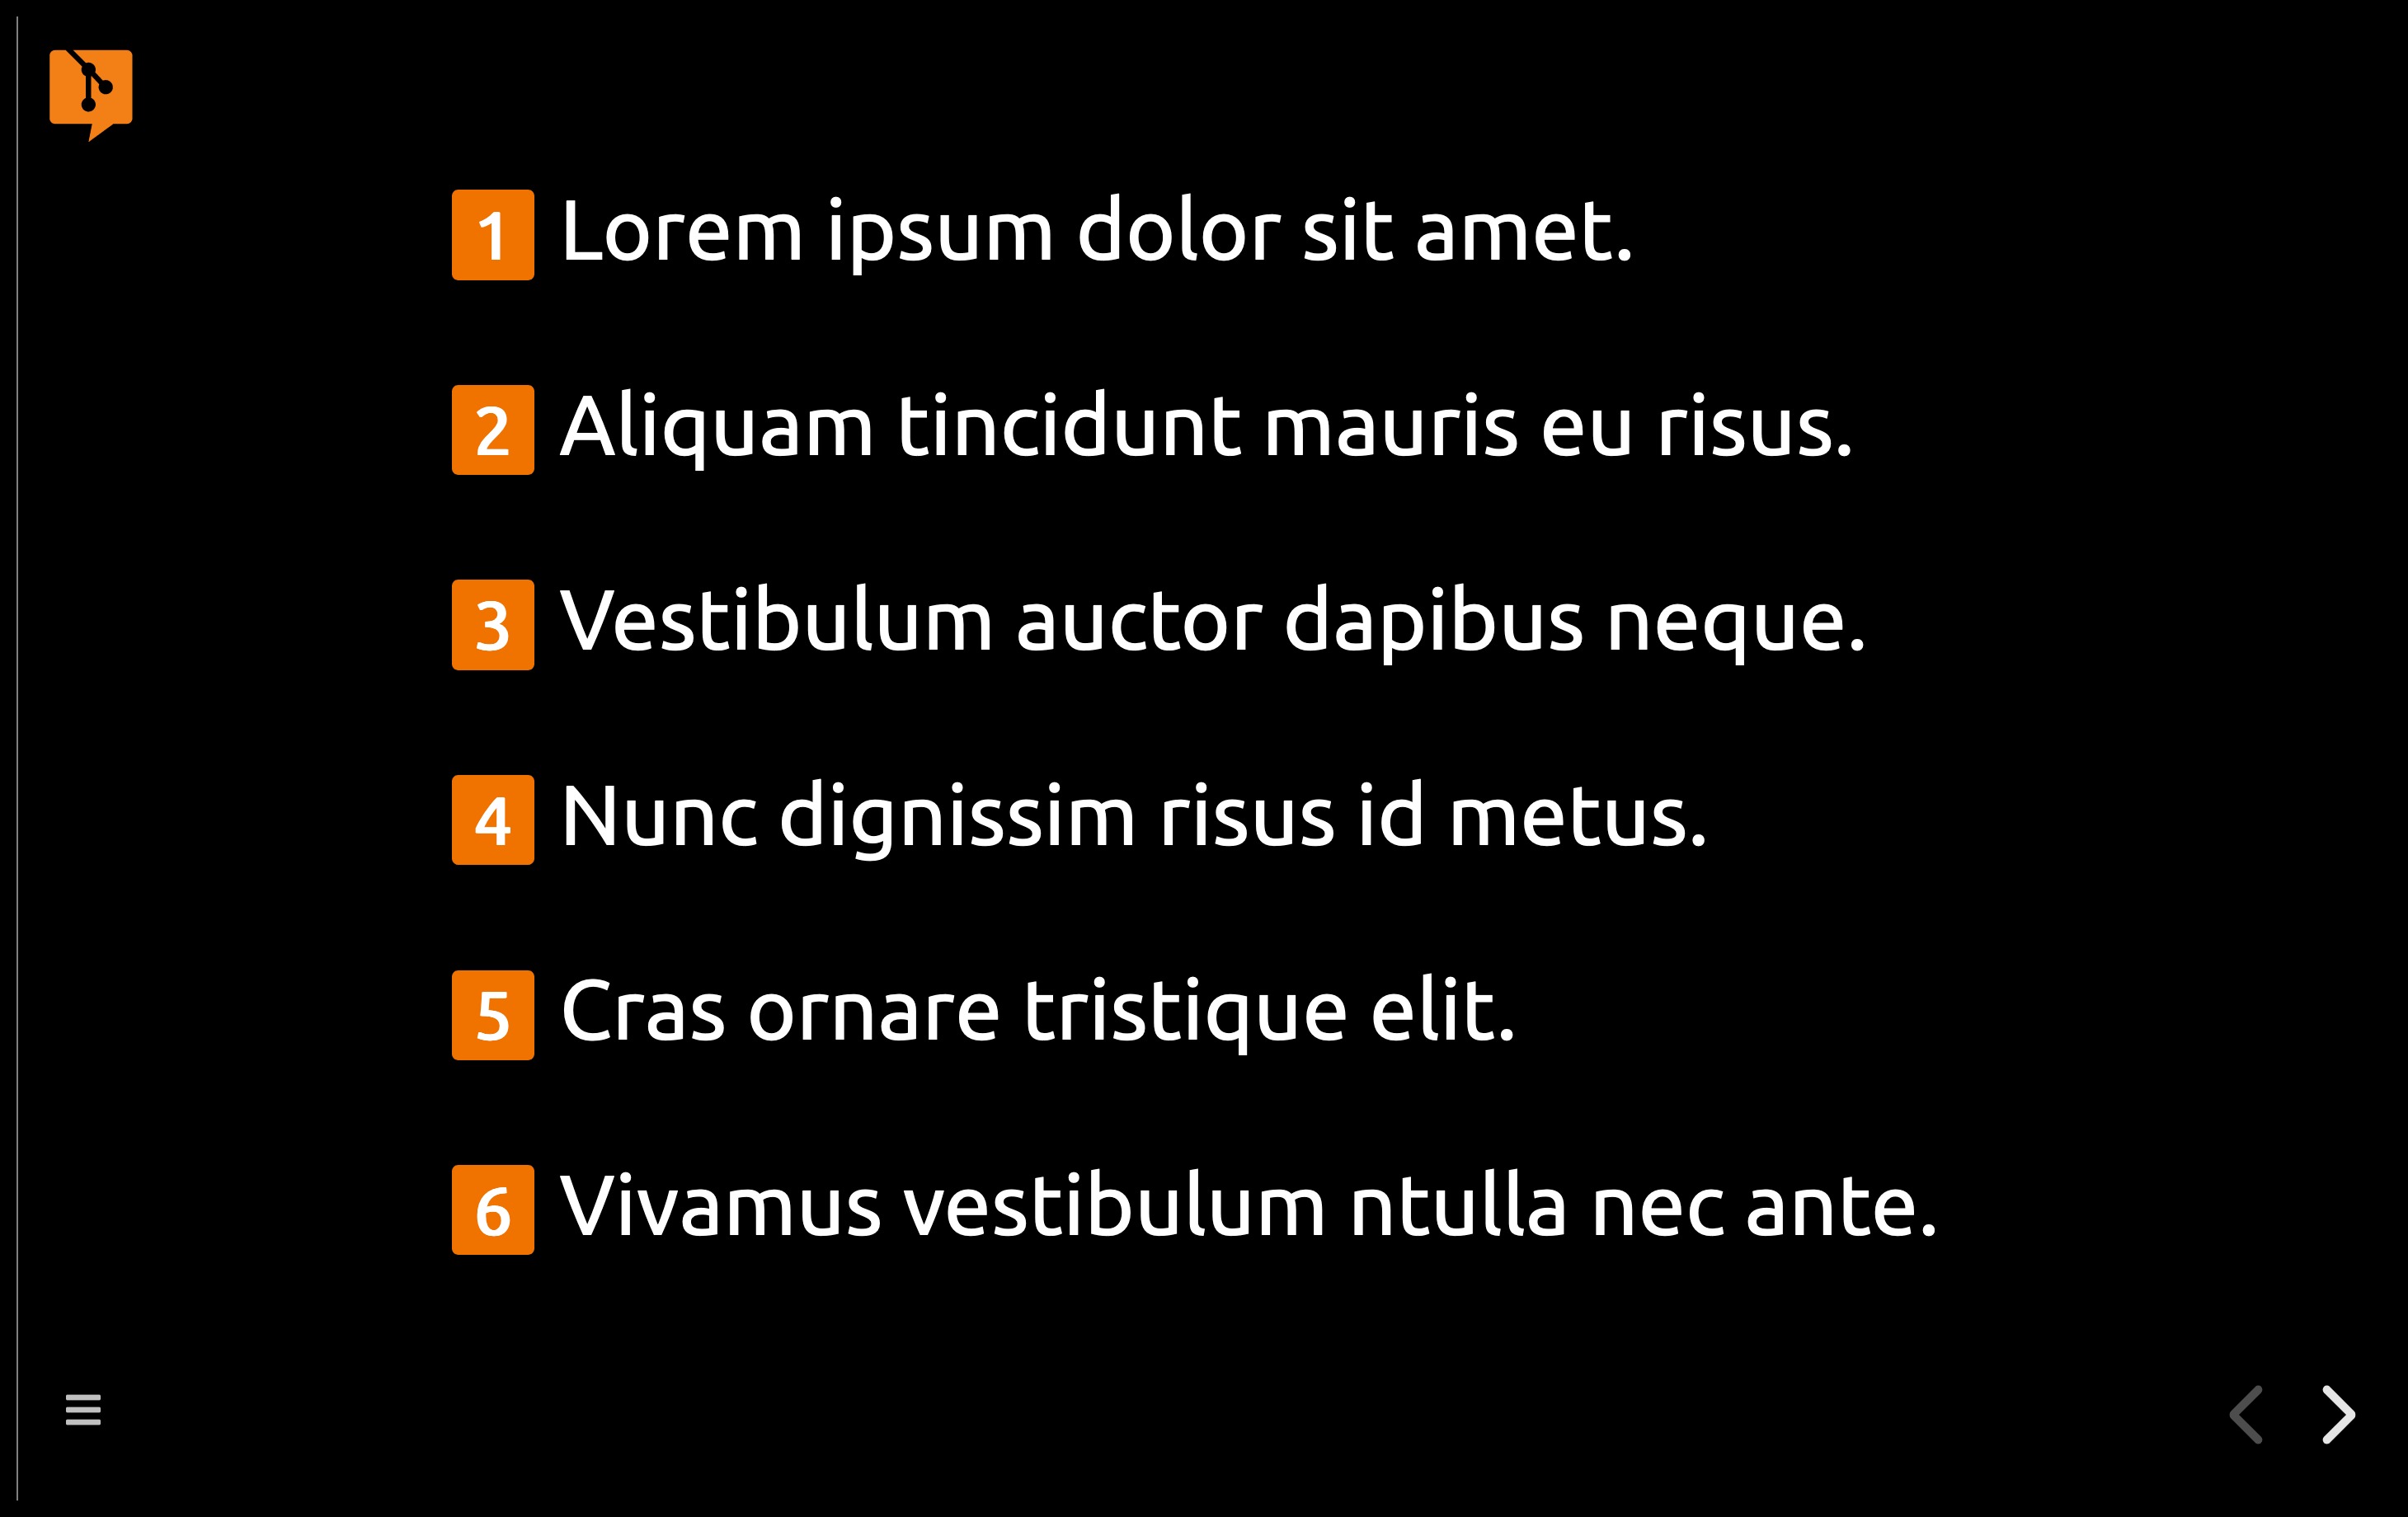 1 Lorem ipsum dolor sit amet.
2 Aliquam tincidunt mauris eu risus.
3 Vestibulum auctor dapibus neque.
4 Nunc dignissim risus id metus.
5 Cras ornare tristique elit.
6 Vivamus vestibulum ntulla nec ante.